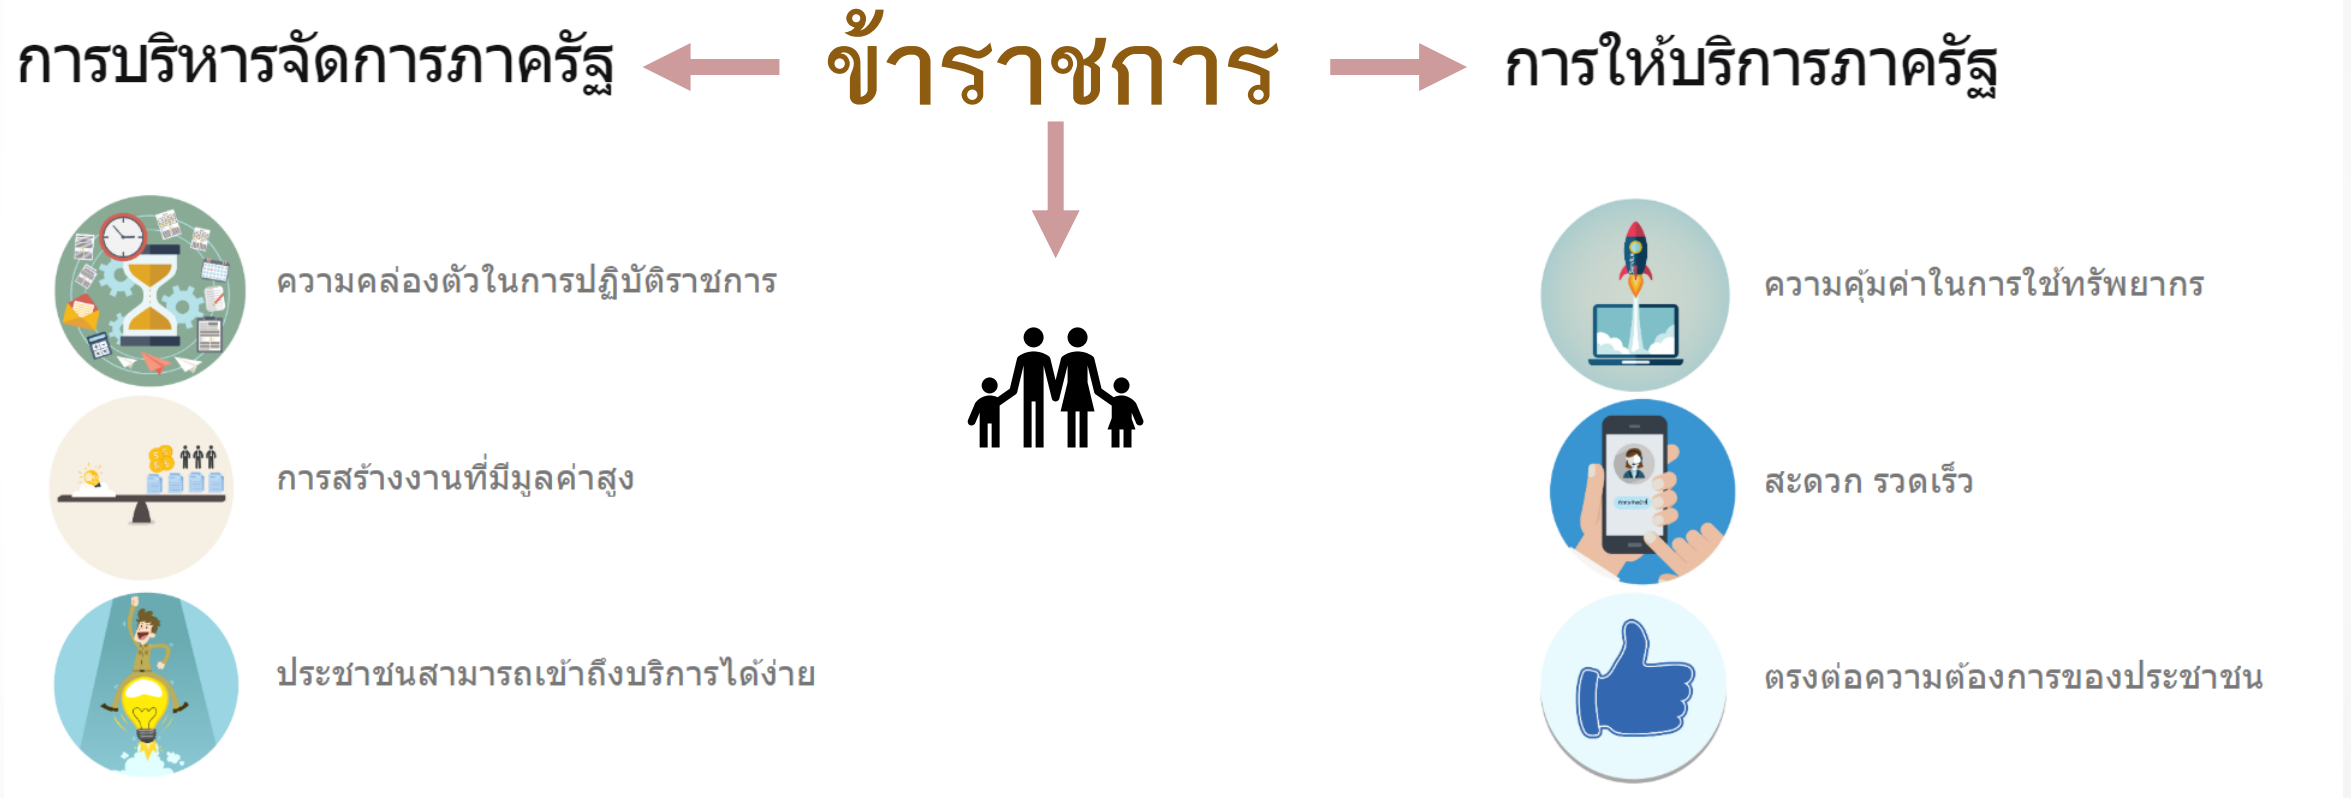 การบริหารจัดการภาครัฐ
ข้าราชการ
การให้บริการภาครัฐ
ความคล่องตัวในการปฏิบัติราชการ
การสร้างงานที่มีมูลค่าสูง
ประชาชนสามารถเข้าถึงบริการได้ง่าย
ความคุ้มค่าในการใช้ทรัพยากร
สะดวก รวดเร็ว
ตรงต่อความต้องการของประชาชน